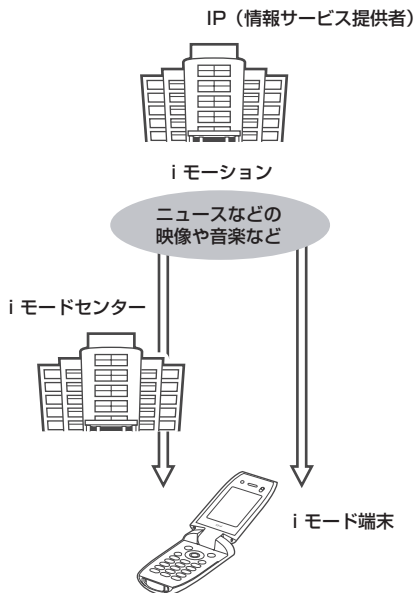 IP（情報サービス提供者）
i モーション
ニュースなどの
映像や音楽など
i モードセンター
i モード端末